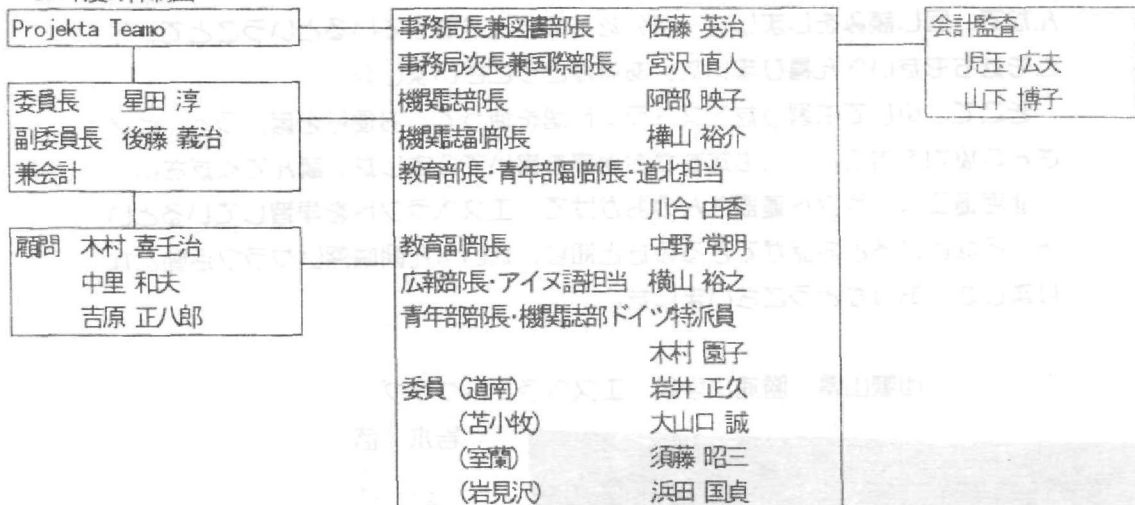 Projekta Teamo
委員長 星田 淳
副委員長 後藤 義治
兼会計
顧問 木村 喜壬治
中里 和夫
吉原 正八郎
事務局長兼図書部長 佐藤 英治
事務局次長兼国際部長 宮沢 直人
機関誌部長 阿部 映子
機関誌副部長 樺山 裕介
教育部長・青年部副部長・道北担当
川合 由香
教育副部長 中野 常明
広報部長・アイヌ語担当 横山 裕之
青年部部長・機関誌部ドイツ特派員
木村 園子
委員 (道南) 岩井 正久
(苫小牧) 大山口 誠
(室蘭) 須藤 昭三
(岩見沢) 浜田 国貞
会計監査
児玉 広夫
山下 博子